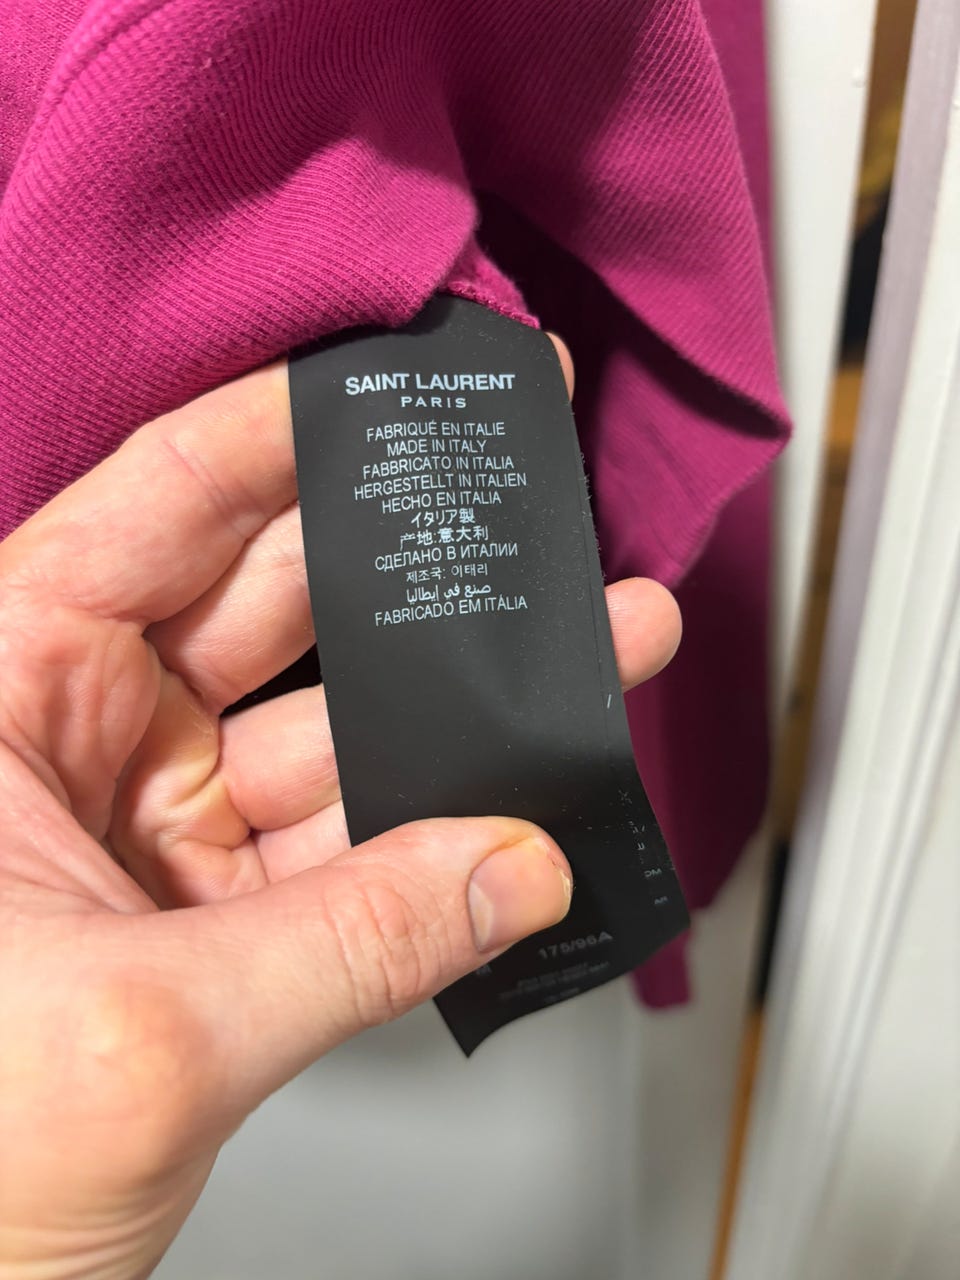 SAINT LAURENT
PARIS
FABRIQUÉ EN ITALIE
MADE IN ITALY
FABBRICATO IN ITALIA
HERGESTELLT IN ITALIEN
HECHO EN ITALIA
イタリア製
产地:意大利
СДЕЛАНО В ИТАЛИИ
제조국: 이태리
صنع في إيطاليا
FABRICADO EM ITÁLIA
175/96A
M